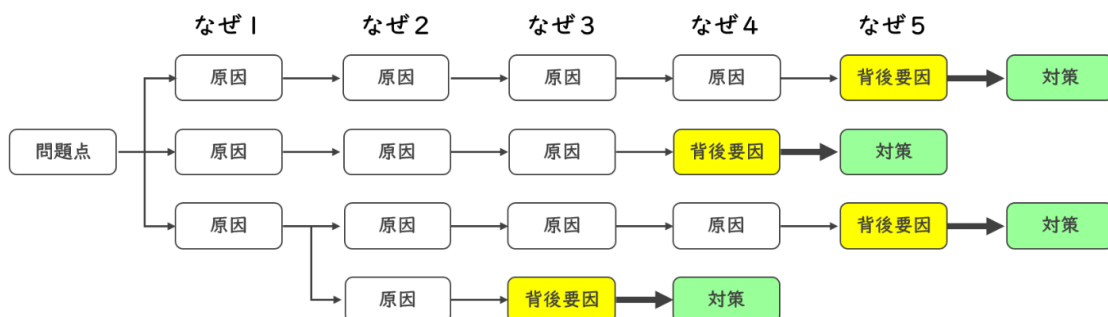 なぜ1 なぜ2 なぜ3 なぜ4 なぜ5
原因 原因 原因 原因 背後要因 対策
問題点 原因 原因 原因 背後要因 対策
原因 原因 原因 原因 背後要因 対策
原因 背後要因 対策